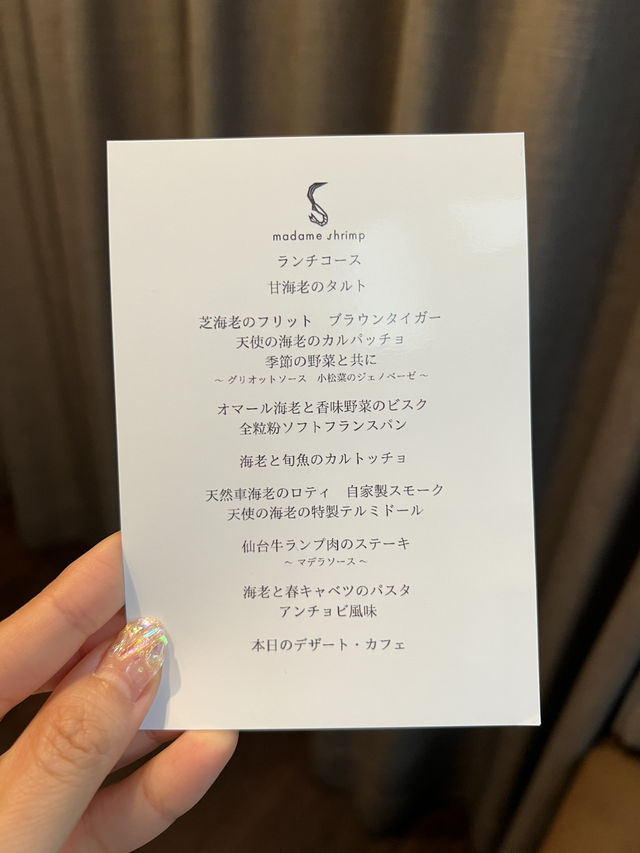 madame shrimp
ランチコース
甘海老のタルト
芝海老のフリット　ブラウンタイガー
天使の海老のカルパッチョ
季節の野菜と共に
～ グリオットソース　小松菜のジェノベーゼ ～
オマール海老と香味野菜のビスク
全粒粉ソフトフランスパン
海老と旬魚のカルトッチョ
天然車海老のロティ　自家製スモーク
天使の海老の特製テルミドール
仙台牛ランプ肉のステーキ
～ マデラソース ～
海老と春キャベツのパスタ
アンチョビ風味
本日のデザート・カフェ